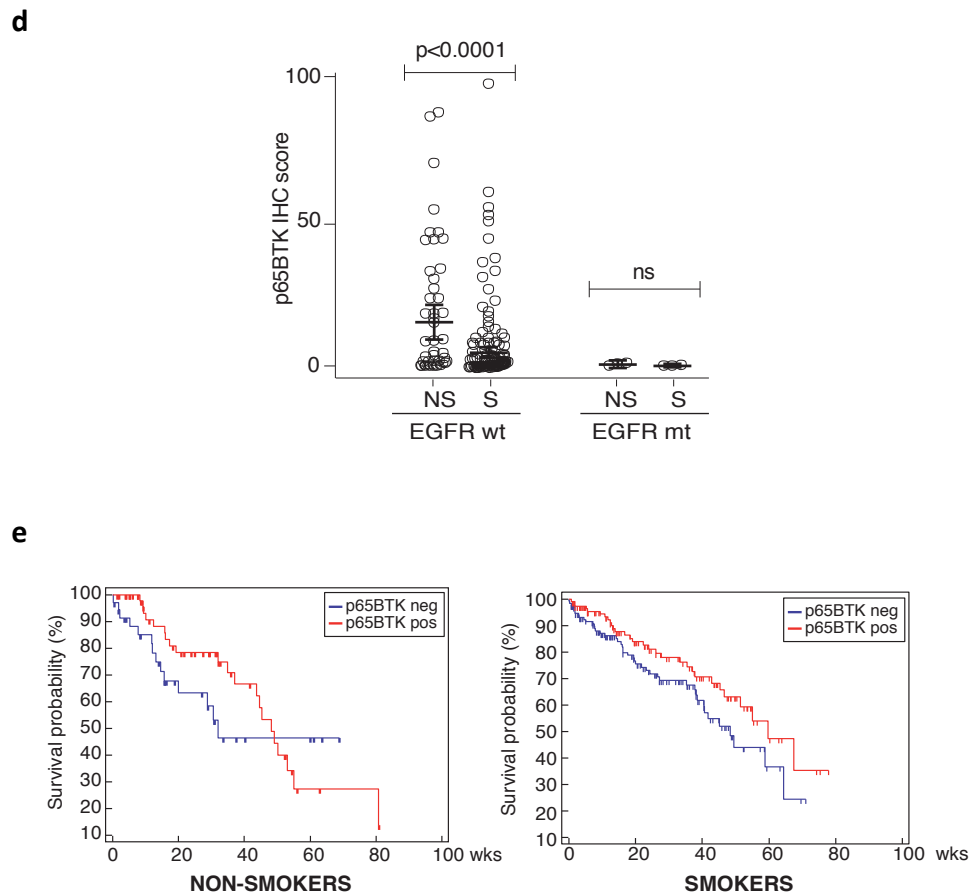 d
p<0.0001
100
p65BTK IHC score
50
ns
0
NS S NS S
EGFR wt EGFR mt
e
100
90
80
70
60
50
40
30
20
10
Survival probability (%)
p65BTK neg
p65BTK pos
0 20 40 60 80 100 wks
NON-SMOKERS
100
90
80
70
60
50
40
30
20
10
Survival probability (%)
p65BTK neg
p65BTK pos
0 20 40 60 80 100 wks
SMOKERS